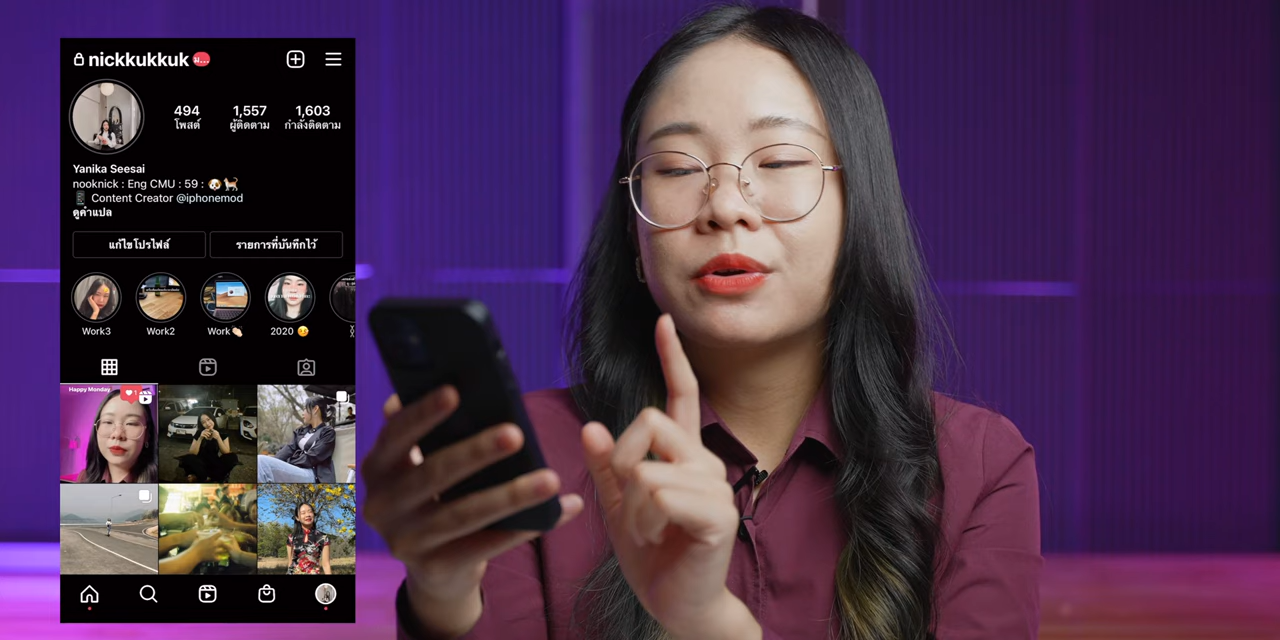 nickkukkuk
494
โพสต์
1,557
ผู้ติดตาม
1,603
กำลังติดตาม
Yanika Seesai
nooknick : Eng CMU : 59 : 🐶🐈
Content Creator @iphonemod
ดูคำแปล
แก้ไขโปรไฟล์
รายการที่บันทึกไว้
Work3
Work2
Work👏🏻
2020
Happy Monday
1